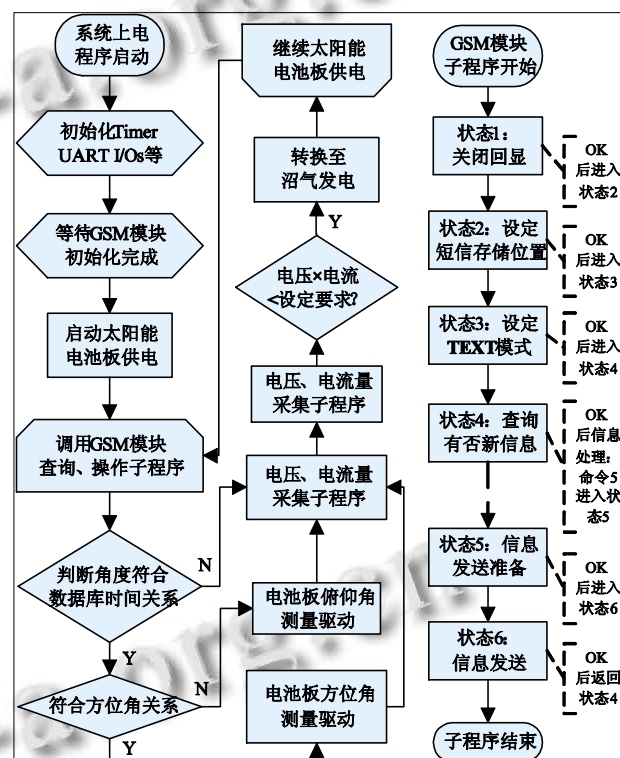 系统上电
程序启动
初始化Timer
UART I/Os等
等待GSM模块
初始化完成
启动太阳能
电池板供电
调用GSM模块
查询、操作子程序
判断角度符合
数据库时间关系
N
Y
符合方位角关系
N
Y
继续太阳能
电池板供电
转换至
沼气发电
Y
电压×电流
<设定要求?
电压、电流量
采集子程序
电压、电流量
采集子程序
电池板俯仰角
测量驱动
电池板方位角
测量驱动
GSM模块
子程序开始
状态1：
关闭回显
OK
后进入
状态2
状态2：设定
短信存储位置
OK
后进入
状态3
状态3：设定
TEXT模式
OK
后进入
状态4
状态4：查询
有否新信息
OK
后信息
处理：
命令5
进入状
态5
状态5：信息
发送准备
OK
后进入
状态6
状态6：
信息发送
OK
后返回
状态4
子程序结束